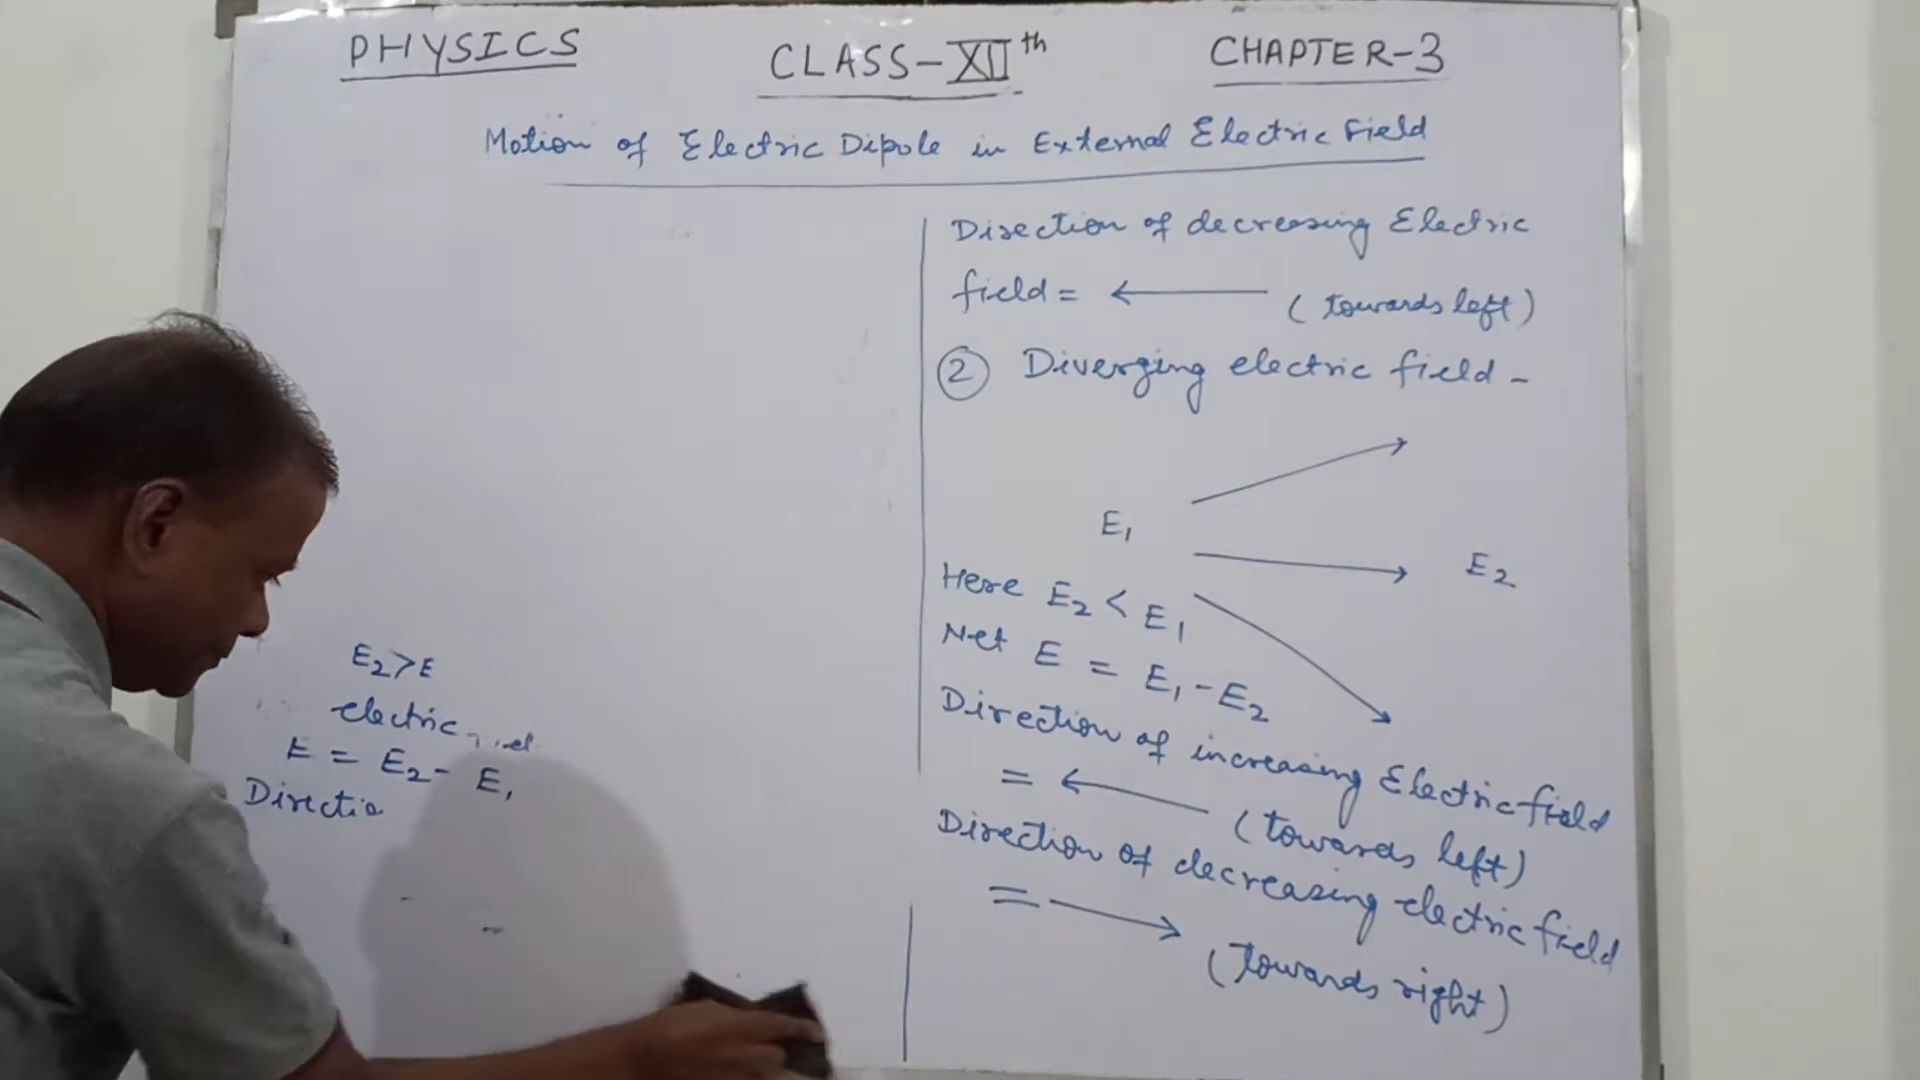 PHYSICS CLASS-XIIth CHAPTER-3
Motion of Electric Dipole in External Electric Field
E2>E
electric
E = E2- E1
Directio
Direction of decreasing Electric
field= ← (towards left)
② Diverging electric field -
E1
E2
Here E2 < E1
Net E = E1-E2
Direction of increasing Electric field
= ← (towards left)
Direction of decreasing electric field
= → (towards right)